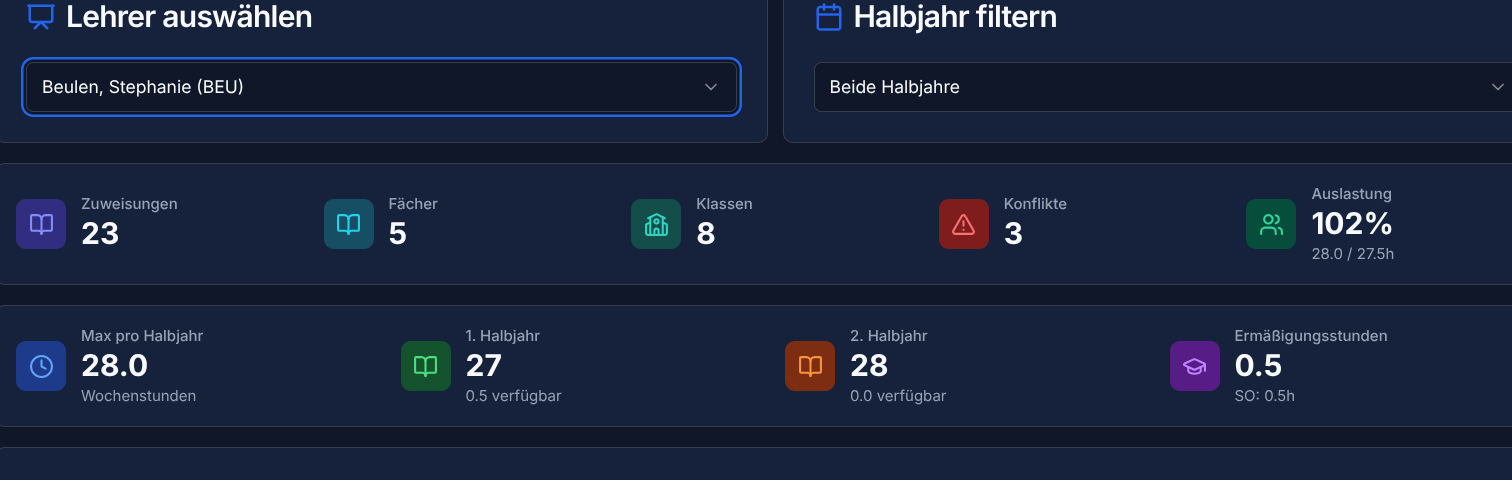 Lehrer auswählen
Beulen, Stephanie (BEU)
Halbjahr filtern
Beide Halbjahre
Zuweisungen
23
Fächer
5
Klassen
8
Konflikte
3
Auslastung
102%
28.0 / 27.5h
Max pro Halbjahr
28.0
Wochenstunden
1. Halbjahr
27
0.5 verfügbar
2. Halbjahr
28
0.0 verfügbar
Ermäßigungsstunden
0.5
SO: 0.5h